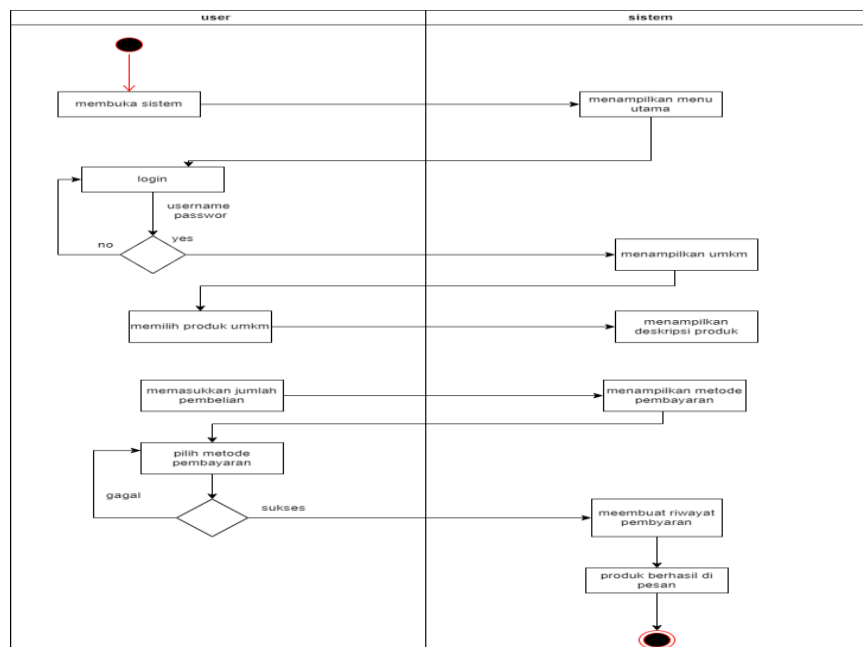 user
sistem
membuka sistem
menampilkan menu
utama
login
username
passwor
no
yes
menampilkan umkm
memilih produk umkm
menampilkan
deskripsi produk
memasukkan jumlah
pembelian
menampilkan metode
pembayaran
pilih metode
pembayaran
gagal
sukses
meembuat riwayat
pembyaran
produk berhasil di
pesan